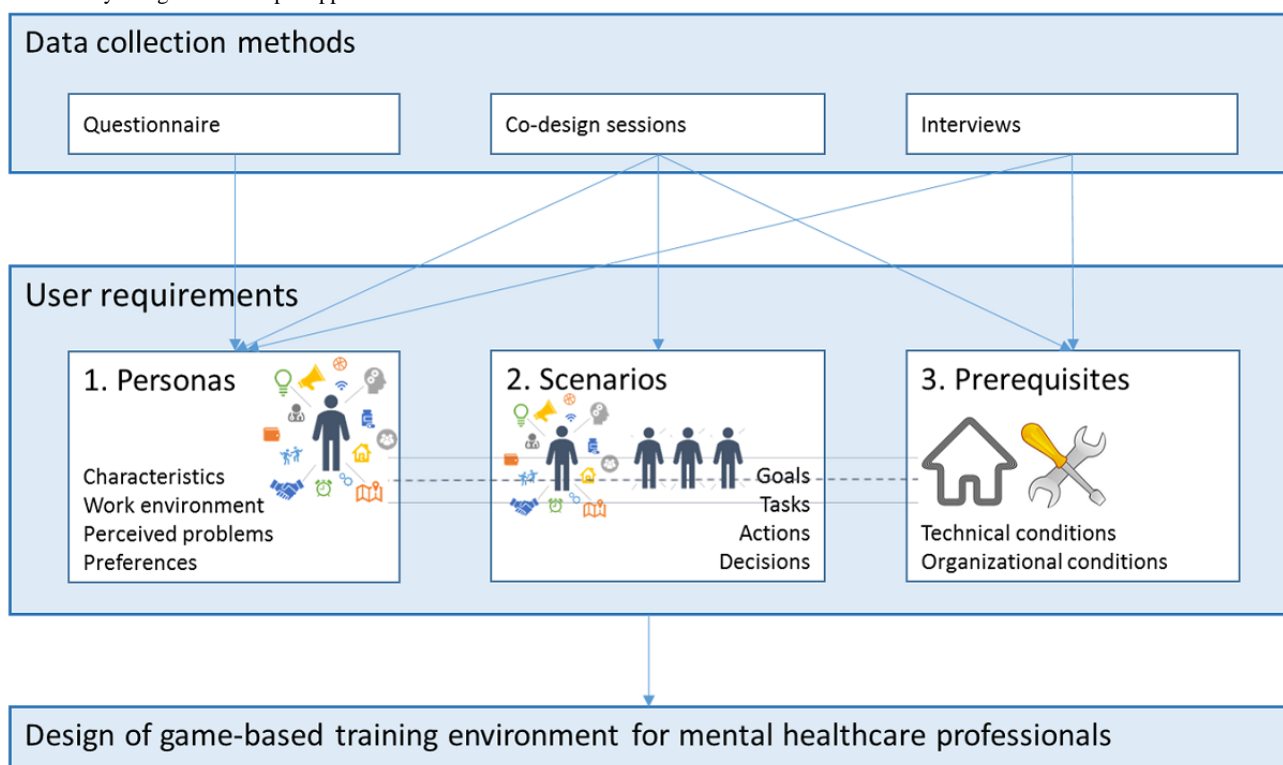 Data collection methods
Questionnaire
Co-design sessions
Interviews
User requirements
1. Personas
Characteristics
Work environment
Perceived problems
Preferences
2. Scenarios
Goals
Tasks
Actions
Decisions
3. Prerequisites
Technical conditions
Organizational conditions
Design of game-based training environment for mental healthcare professionals